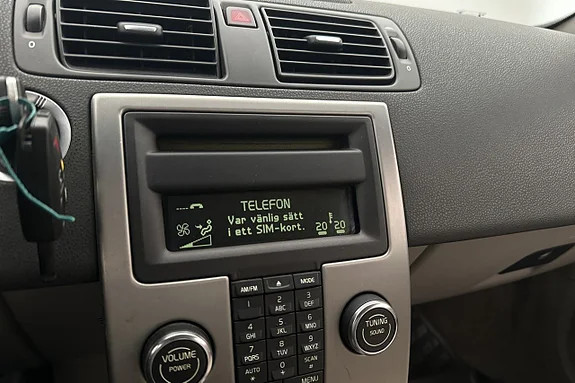 TELEFON
Var vänlig sätt
i ett SIM-kort.
20 20
AM/FM
MODE
1
2
ABC
3
DEF
4
GHI
5
JKL
6
MNO
7
PQRS
8
TUV
9
WXYZ
AUTO
*
0
+
SCAN
#
MENU
VOLUME
POWER
TUNING
SOUND